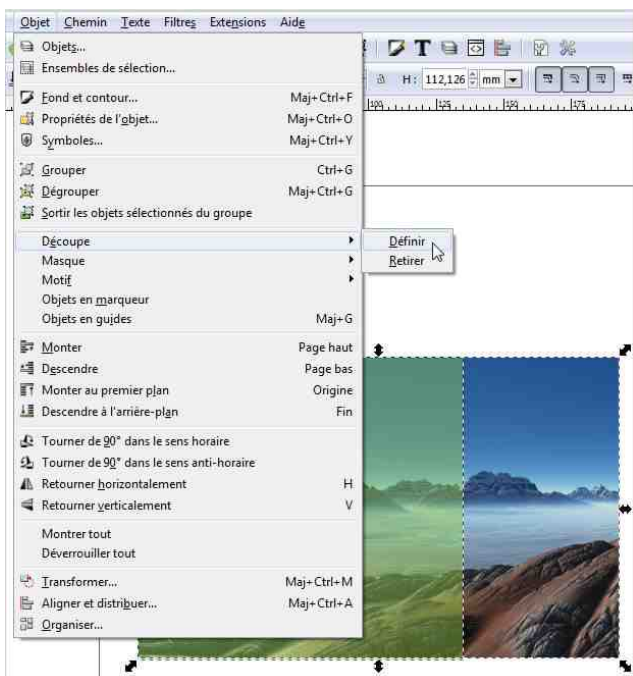 Objet Chemin Texte Filtres Extensions Aide
Objets...
Ensembles de sélection...
H: 112,126 mm
Fond et contour... Maj+Ctrl+F
100 125 150 175
Propriétés de l'objet... Maj+Ctrl+O
Symboles... Maj+Ctrl+Y
Grouper Ctrl+G
Dégrouper Maj+Ctrl+G
Sortir les objets sélectionnés du groupe
Découpe Définir
Masque Retirer
Motif
Objets en marqueur
Objets en guides Maj+G
Monter Page haut
Descendre Page bas
Monter au premier plan Origine
Descendre à l'arrière-plan Fin
Tourner de 90° dans le sens horaire
Tourner de 90° dans le sens anti-horaire
Retourner horizontalement H
Retourner verticalement V
Montrer tout
Déverrouiller tout
Transformer... Maj+Ctrl+M
Aligner et distribuer... Maj+Ctrl+A
Organiser...